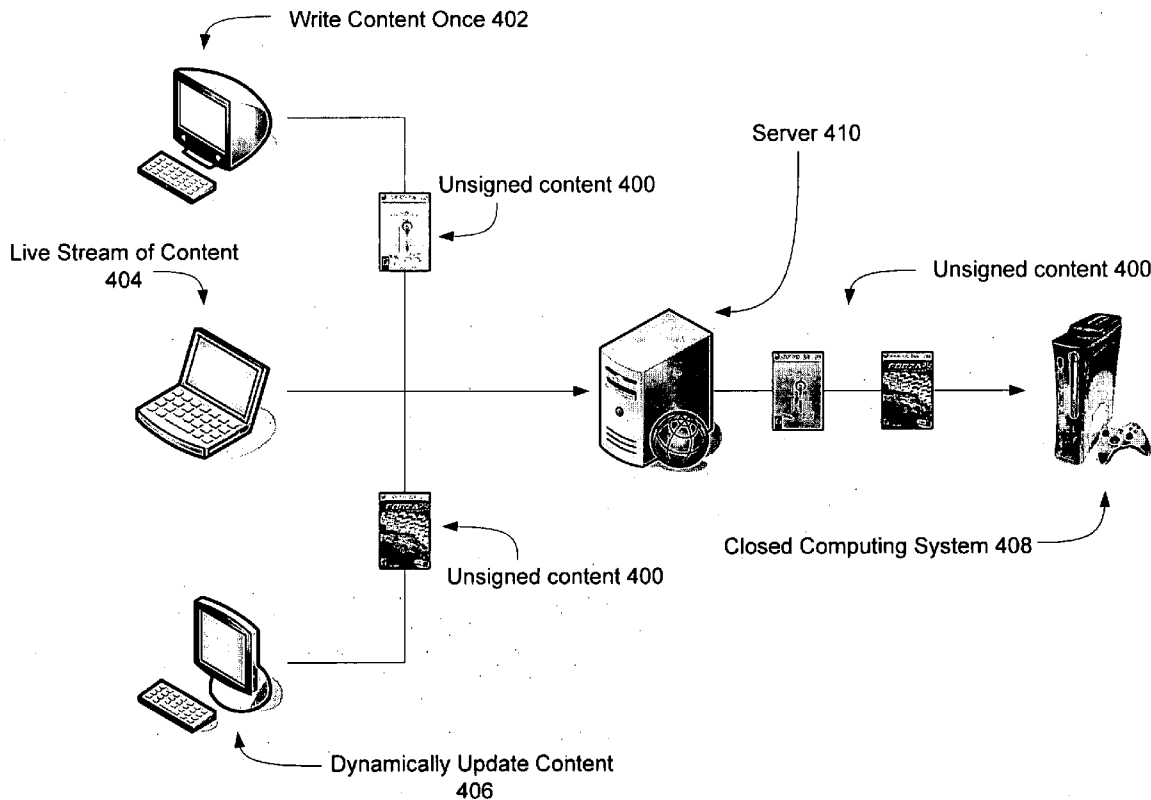 Write Content Once 402
Server 410
Unsigned content 400
Live Stream of Content
404
Unsigned content 400
Closed Computing System 408
Unsigned content 400
Dynamically Update Content
406